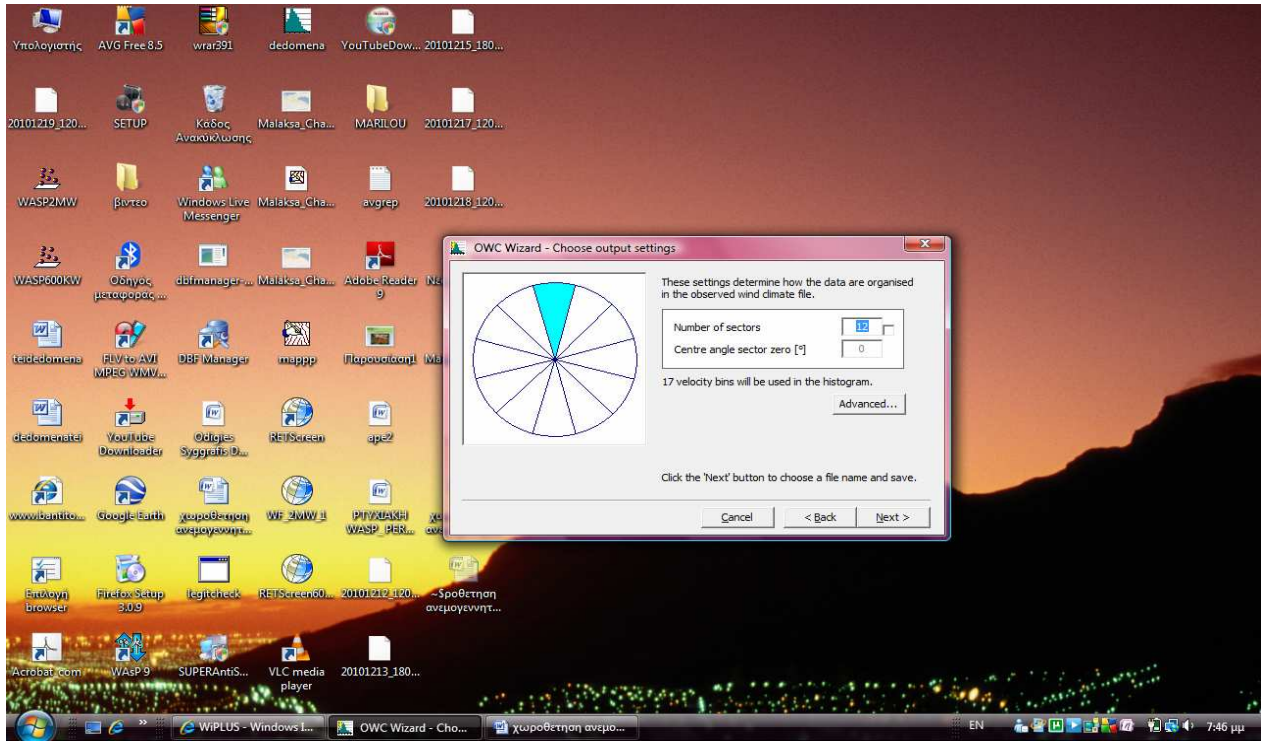 Υπολογιστής
AVG Free 8.5
wrar391
dedomena
YouTubeDow...
20101215_180...
20101219_120...
SETUP
Κάδος
Ανακύκλωσης
Malaksa_Cha...
MARILOU
20101217_120...
WASP2MW
βιντεο
Windows Live
Messenger
Malaksa_Cha...
avgrep
20101218_120...
WASP600KW
Οδηγός
μεταφοράς ...
dbfmanager-...
Malaksa_Cha...
Adobe Reader
9
teidedomena
FLV to AVI
MPEG WMV...
DBF Manager
mappp
Παρουσίαση1
dedomenatei
YouTube
Downloader
Odigies
Syggrafis D...
RETScreen
ape2
www.ibantito...
Google Earth
χωροθετηση
ανεμογεννητ...
WF_2MW_1
PTYXIAKH
WASP_PER...
Επιλογή
browser
Firefox Setup
3.0.9
legitcheck
RETScreen60...
20101212_120...
~$ροθετηση
ανεμογεννητ...
Acrobat.com
WAsP 9
SUPERAntiS...
VLC media
player
20101213_180...
OWC Wizard - Choose output settings
These settings determine how the data are organised
in the observed wind climate file.
Number of sectors
12
Centre angle sector zero [°]
0
17 velocity bins will be used in the histogram.
Advanced...
Click the 'Next' button to choose a file name and save.
Cancel
< Back
Next >
WiPLUS - Windows I...
OWC Wizard - Cho...
χωροθετηση ανεμο...
EN
7:46 μμ